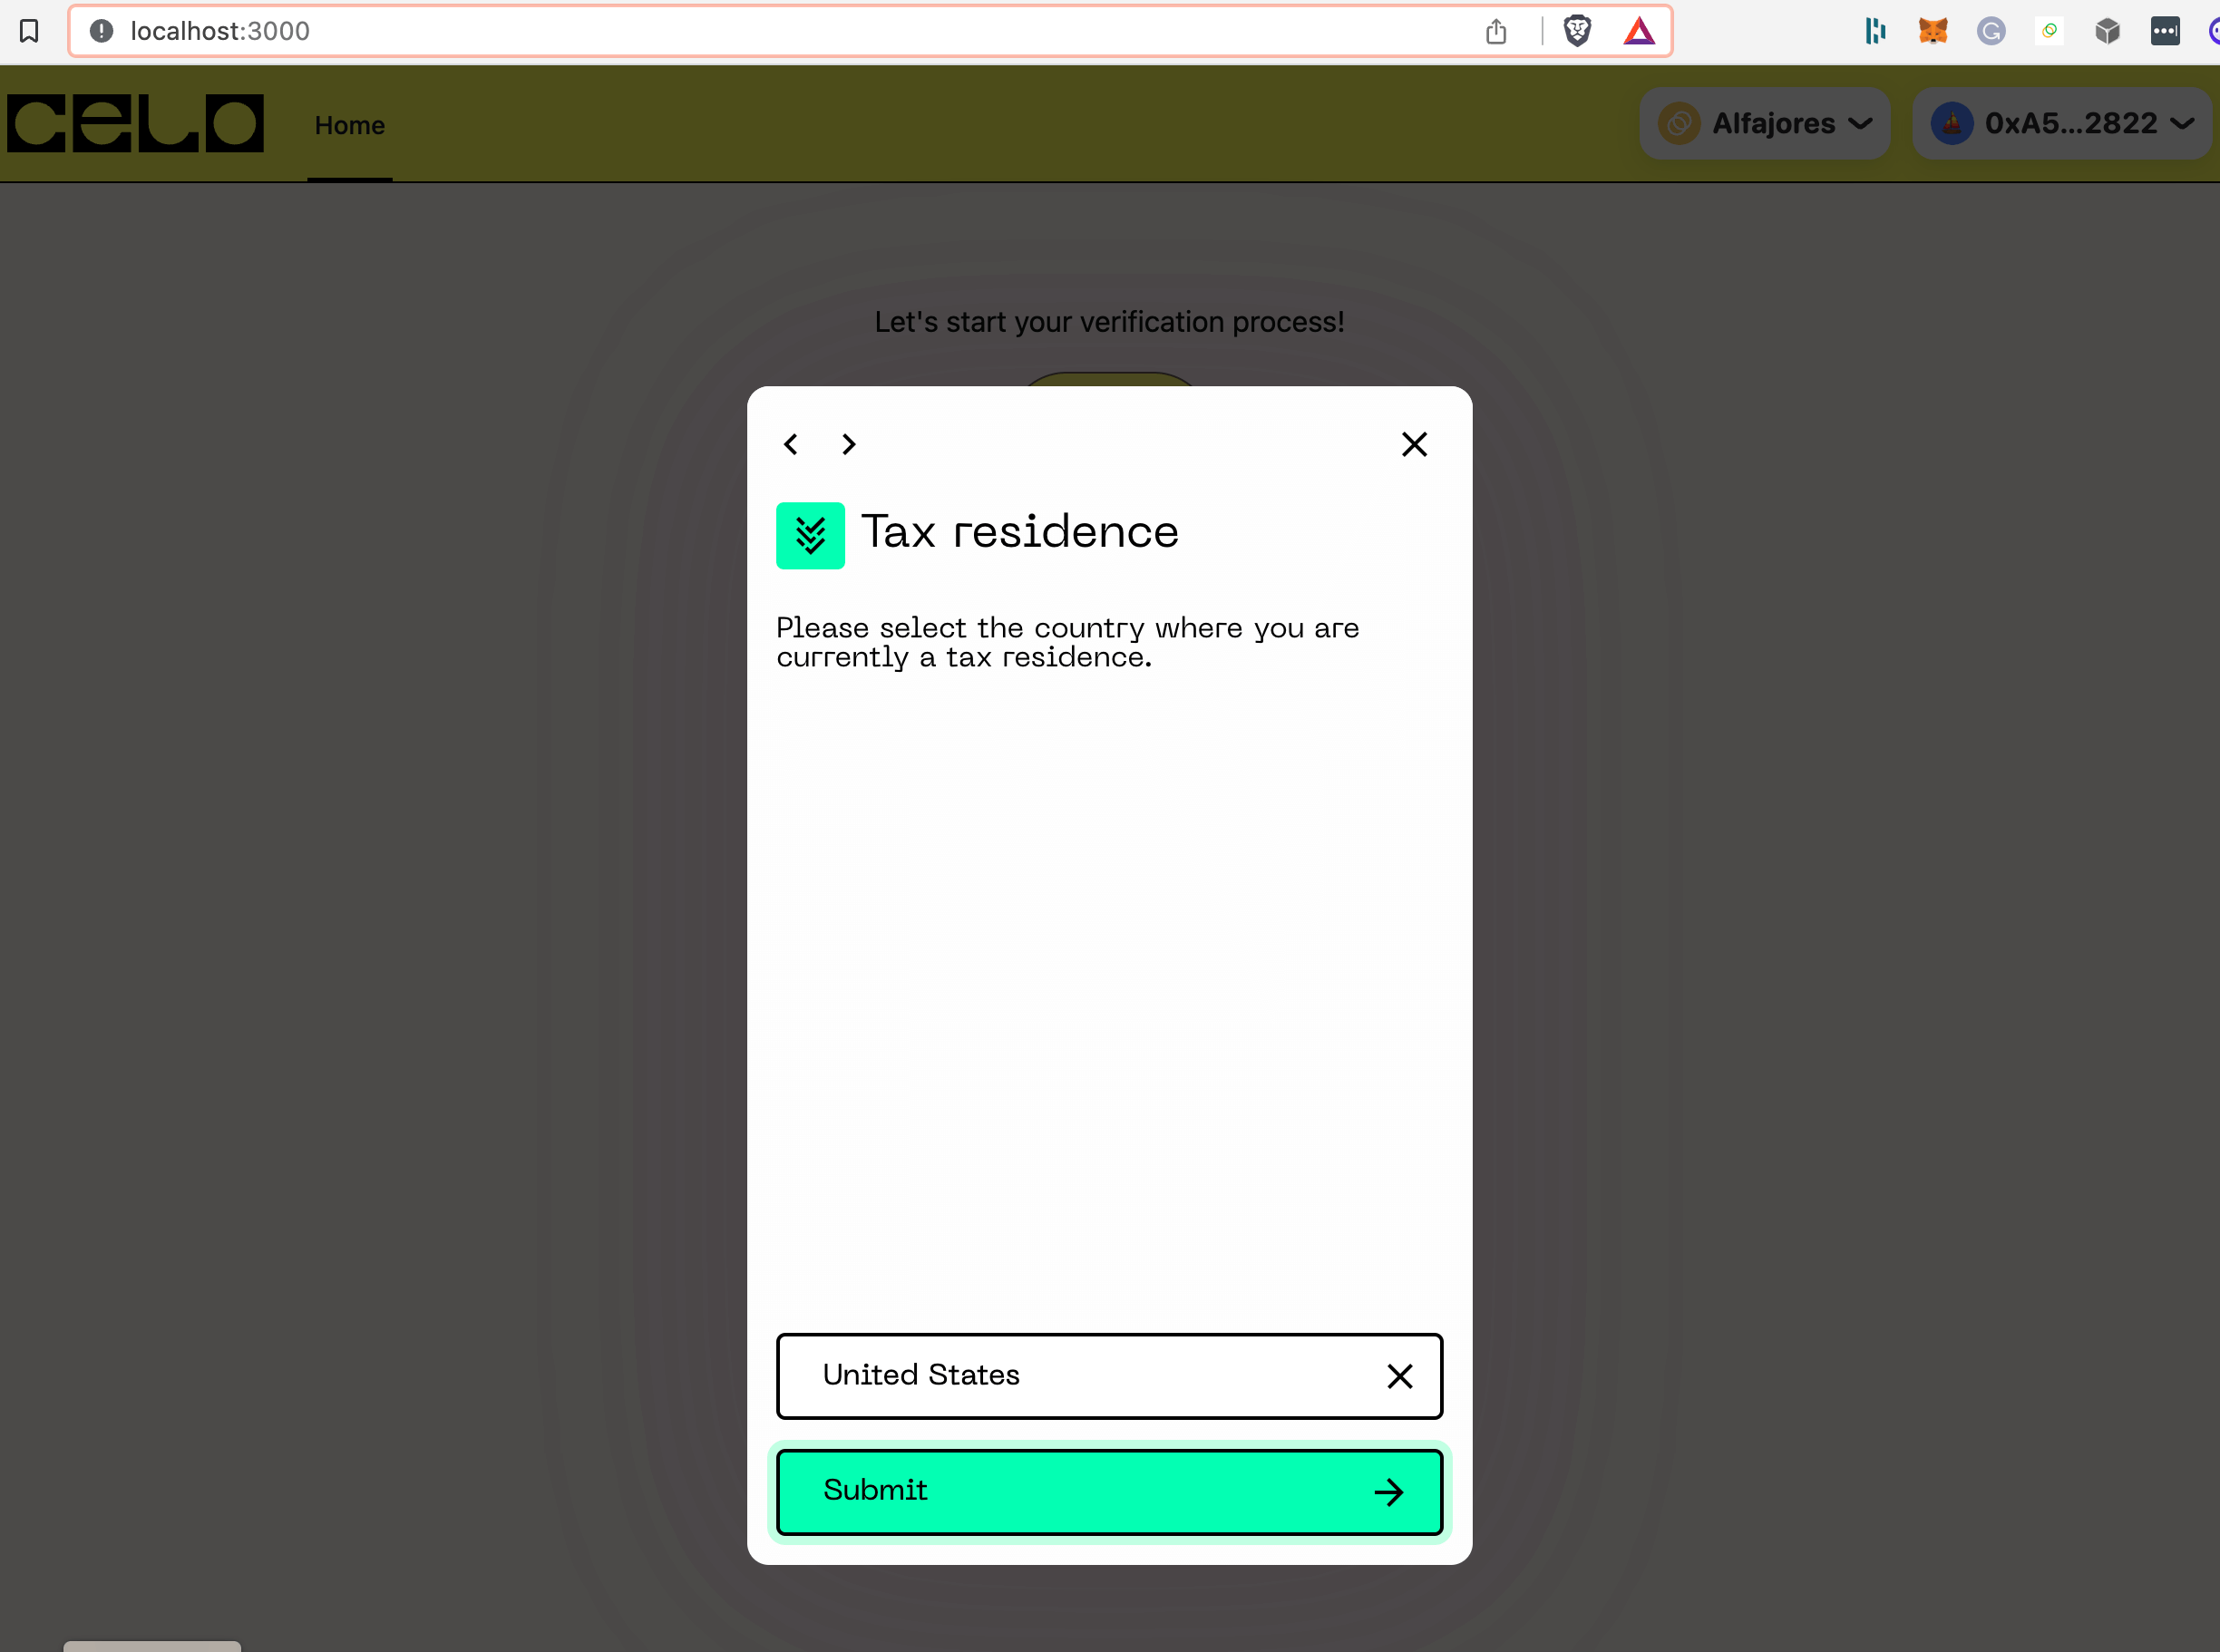 localhost:3000
CELO
Home
Alfajores
0xA5...2822
Let's start your verification process!
Tax residence
Please select the country where you are
currently a tax residence.
United States
Submit